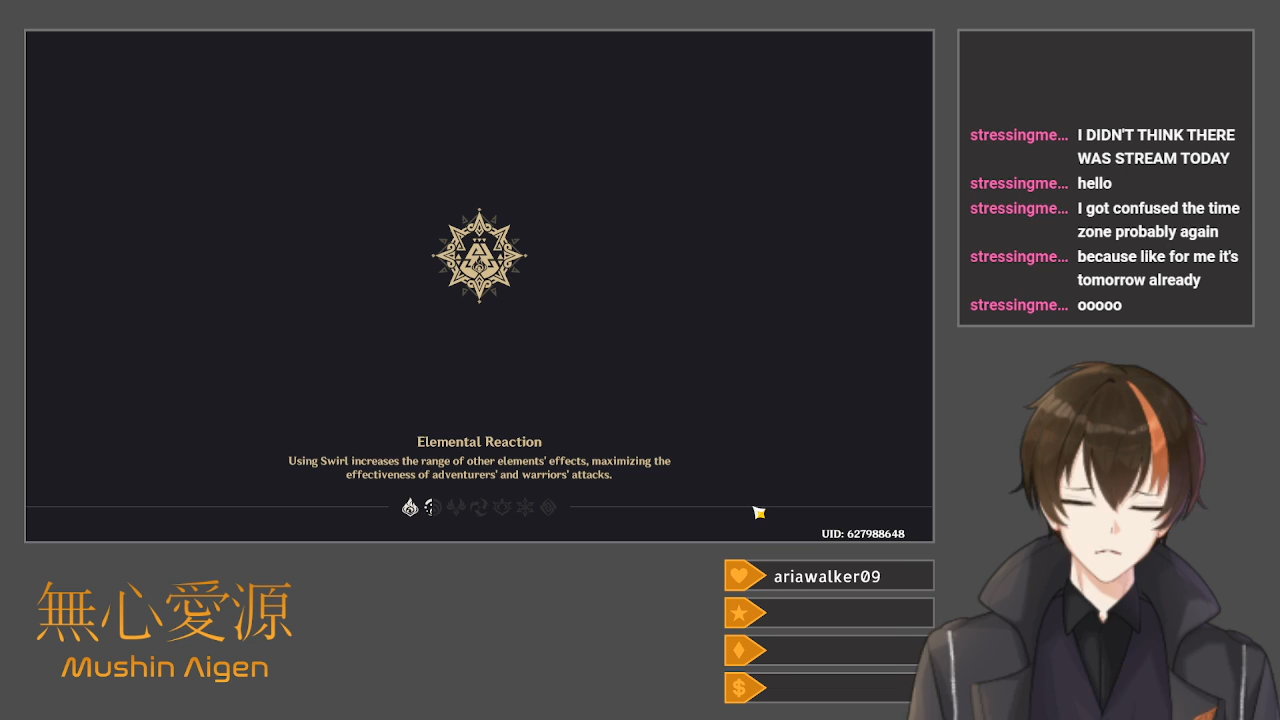 stressingme... I DIDN'T THINK THERE
WAS STREAM TODAY
stressingme... hello
stressingme... I got confused the time
zone probably again
stressingme... because like for me it's
tomorrow already
stressingme... ooooo
Elemental Reaction
Using Swirl increases the range of other elements' effects, maximizing the
effectiveness of adventurers' and warriors' attacks.
UID: 627988648
ariawalker09
$
無心愛源
Mushin Aigen